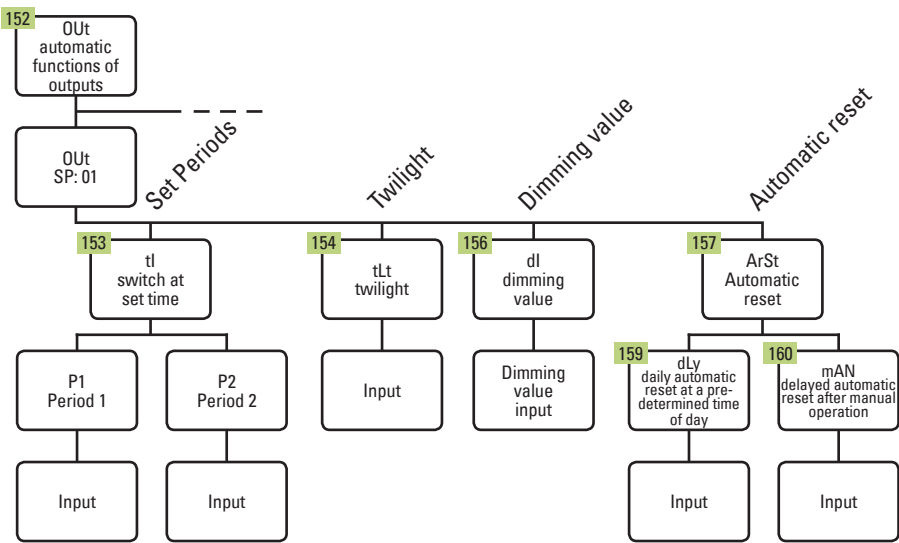 152
OUt
automatic
functions of
outputs
OUt
SP: 01
Set Periods
Twilight
Dimming value
Automatic reset
153
tI
switch at
set time
154
tLt
twilight
156
dI
dimming
value
157
ArSt
Automatic
reset
P1
Period 1
P2
Period 2
Input
Dimming
value
input
159
dLy
daily automatic
reset at a pre-
determined time
of day
160
mAN
delayed automatic
reset after manual
operation
Input
Input
Input
Input